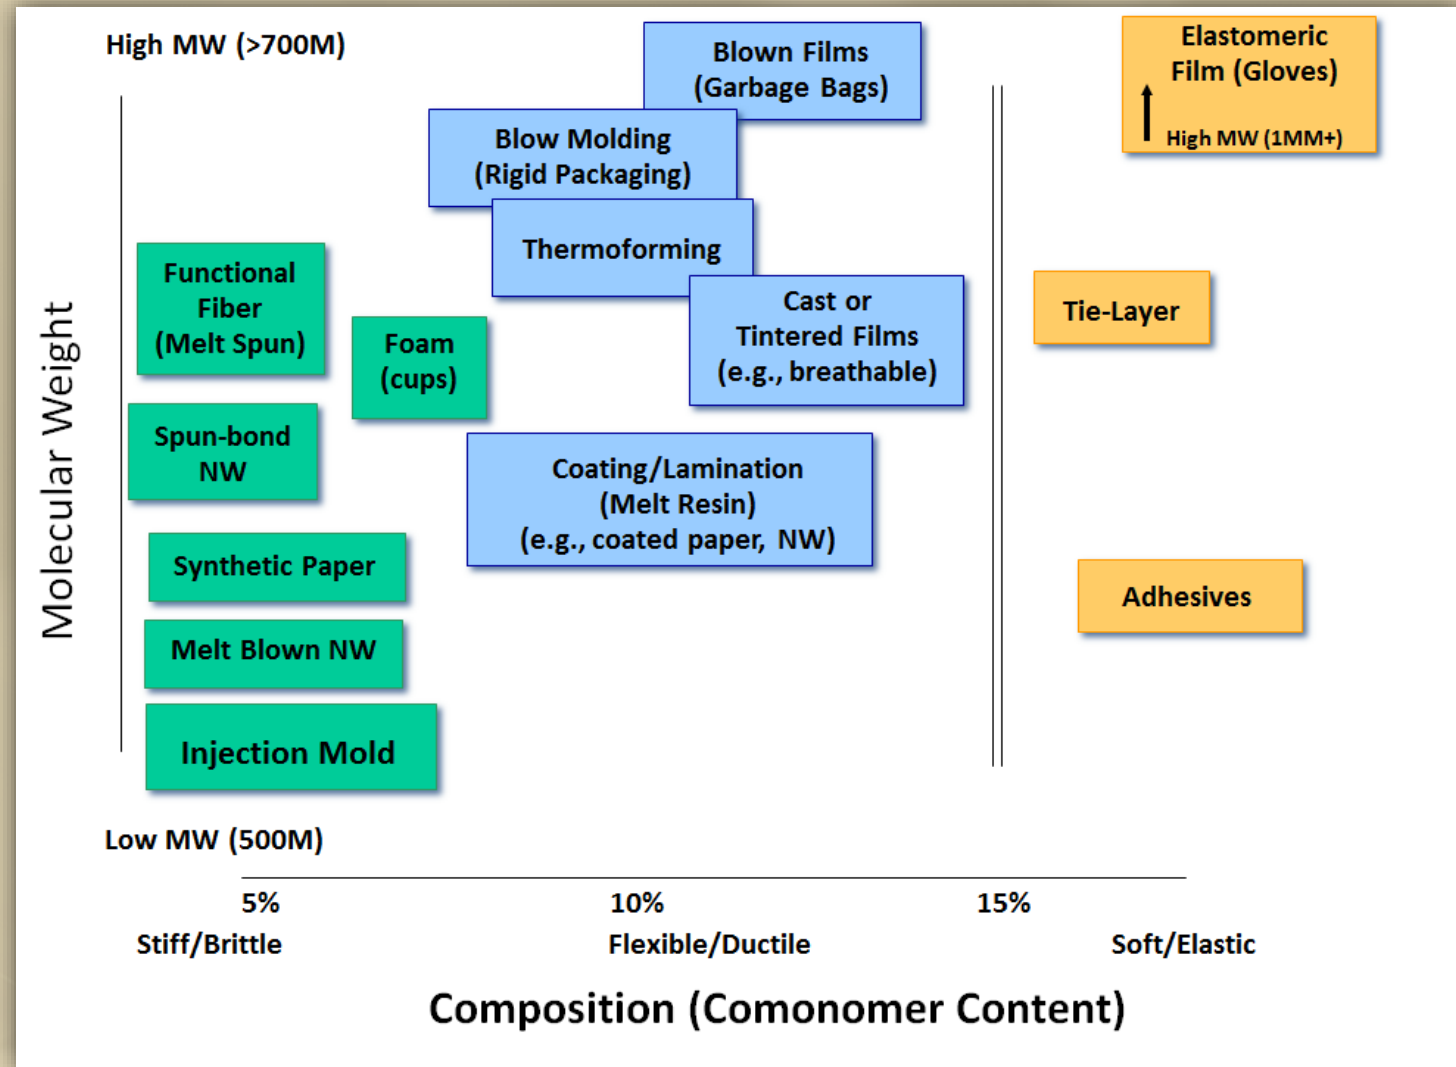 High MW (>700M)
Blown Films
(Garbage Bags)
Elastomeric
Film (Gloves)
High MW (1MM+)
Blow Molding
(Rigid Packaging)
Thermoforming
Functional
Fiber
(Melt Spun)
Foam
(cups)
Cast or
Tintered Films
(e.g., breathable)
Tie-Layer
Spun-bond
NW
Coating/Lamination
(Melt Resin)
(e.g., coated paper, NW)
Synthetic Paper
Adhesives
Melt Blown NW
Injection Mold
Molecular Weight
Low MW (500M)
5% 10% 15%
Stiff/Brittle Flexible/Ductile Soft/Elastic
Composition (Comonomer Content)